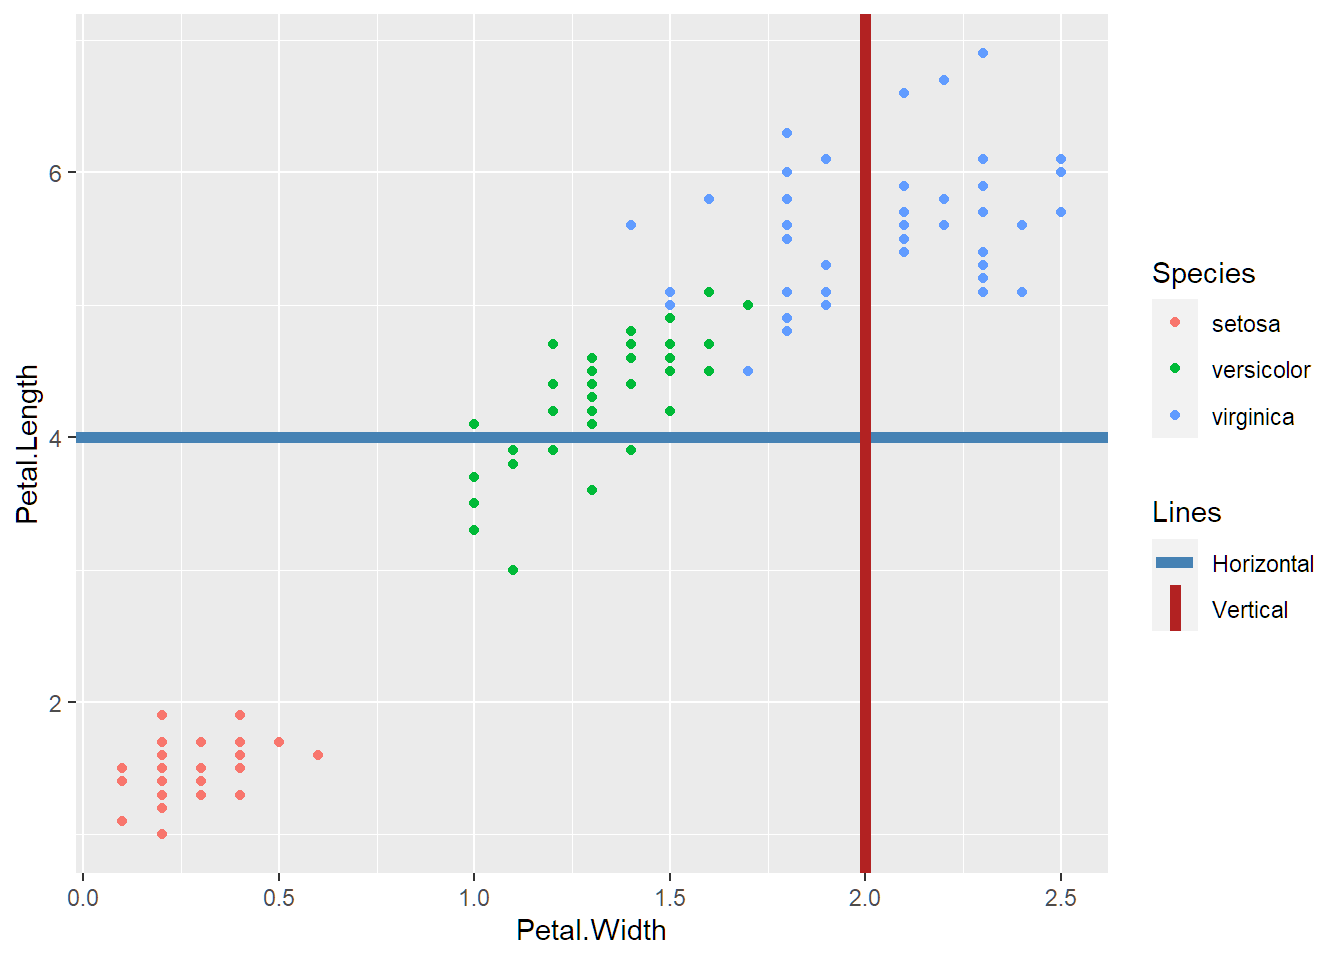 6
4
2
0.0 0.5 1.0 1.5 2.0 2.5
Petal.Width
Petal.Length
Species
setosa
versicolor
virginica
Lines
Horizontal
Vertical